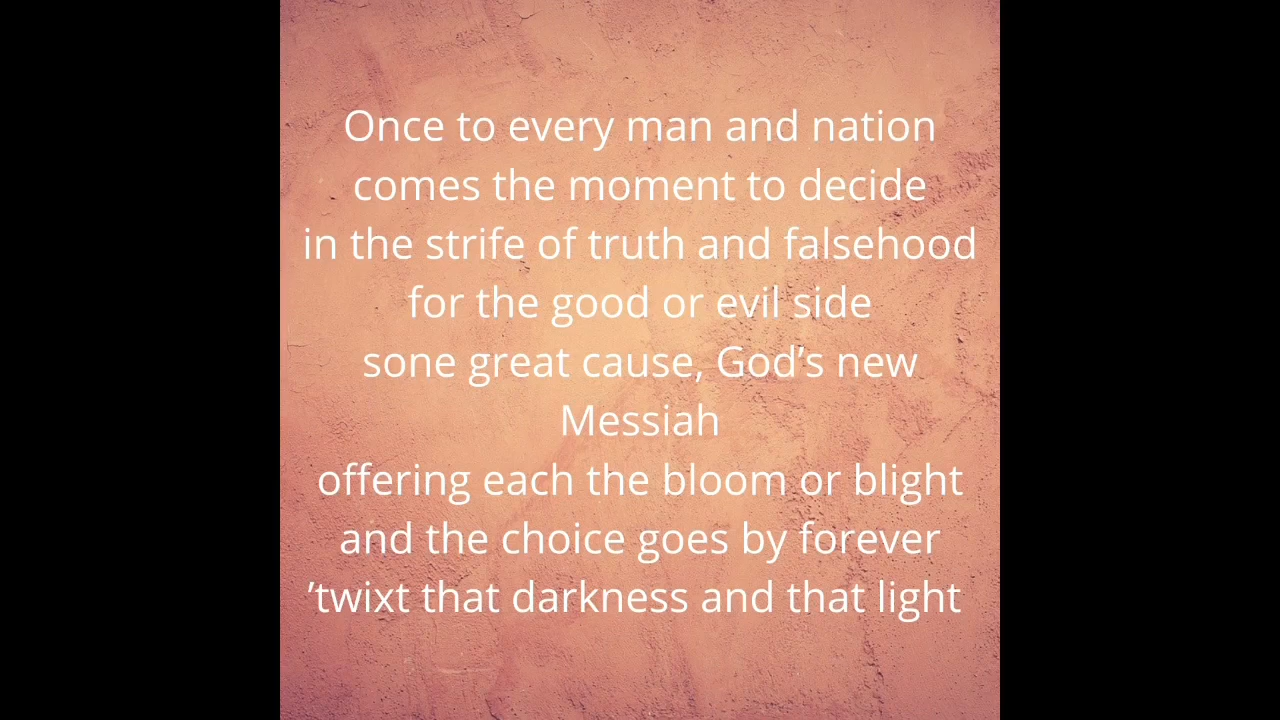 Once to every man and nation
comes the moment to decide
in the strife of truth and falsehood
for the good or evil side
sone great cause, God’s new
Messiah
offering each the bloom or blight
and the choice goes by forever
’twixt that darkness and that light